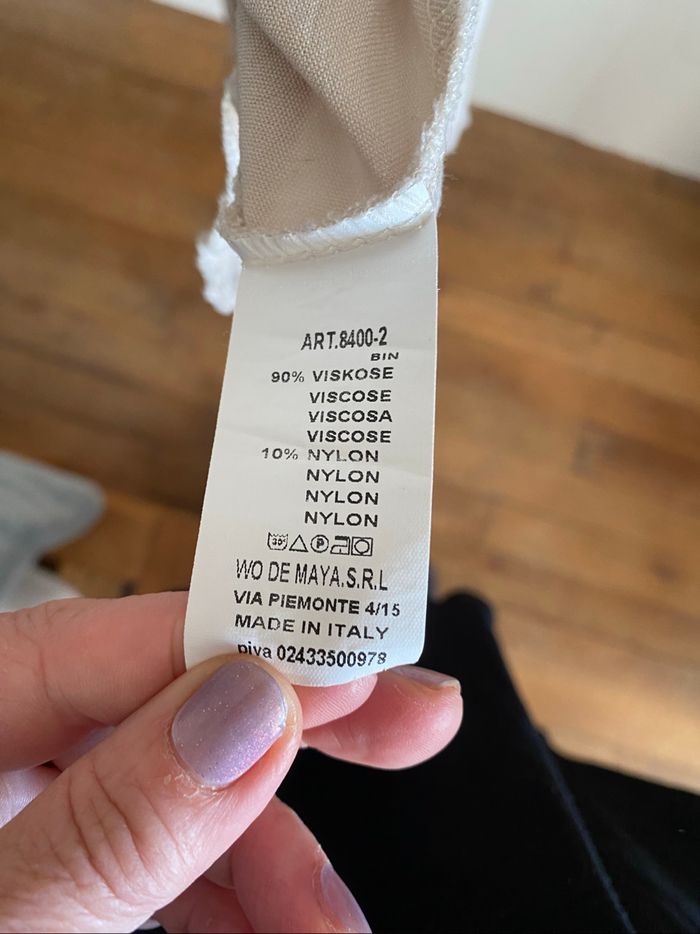 ART.8400-2
BIN
90% VISKOSE
VISCOSE
VISCOSA
VISCOSE
10% NYLON
NYLON
NYLON
NYLON
30°
WO DE MAYA.S.R.L
VIA PIEMONTE 4/15
MADE IN ITALY
piva 02433500978